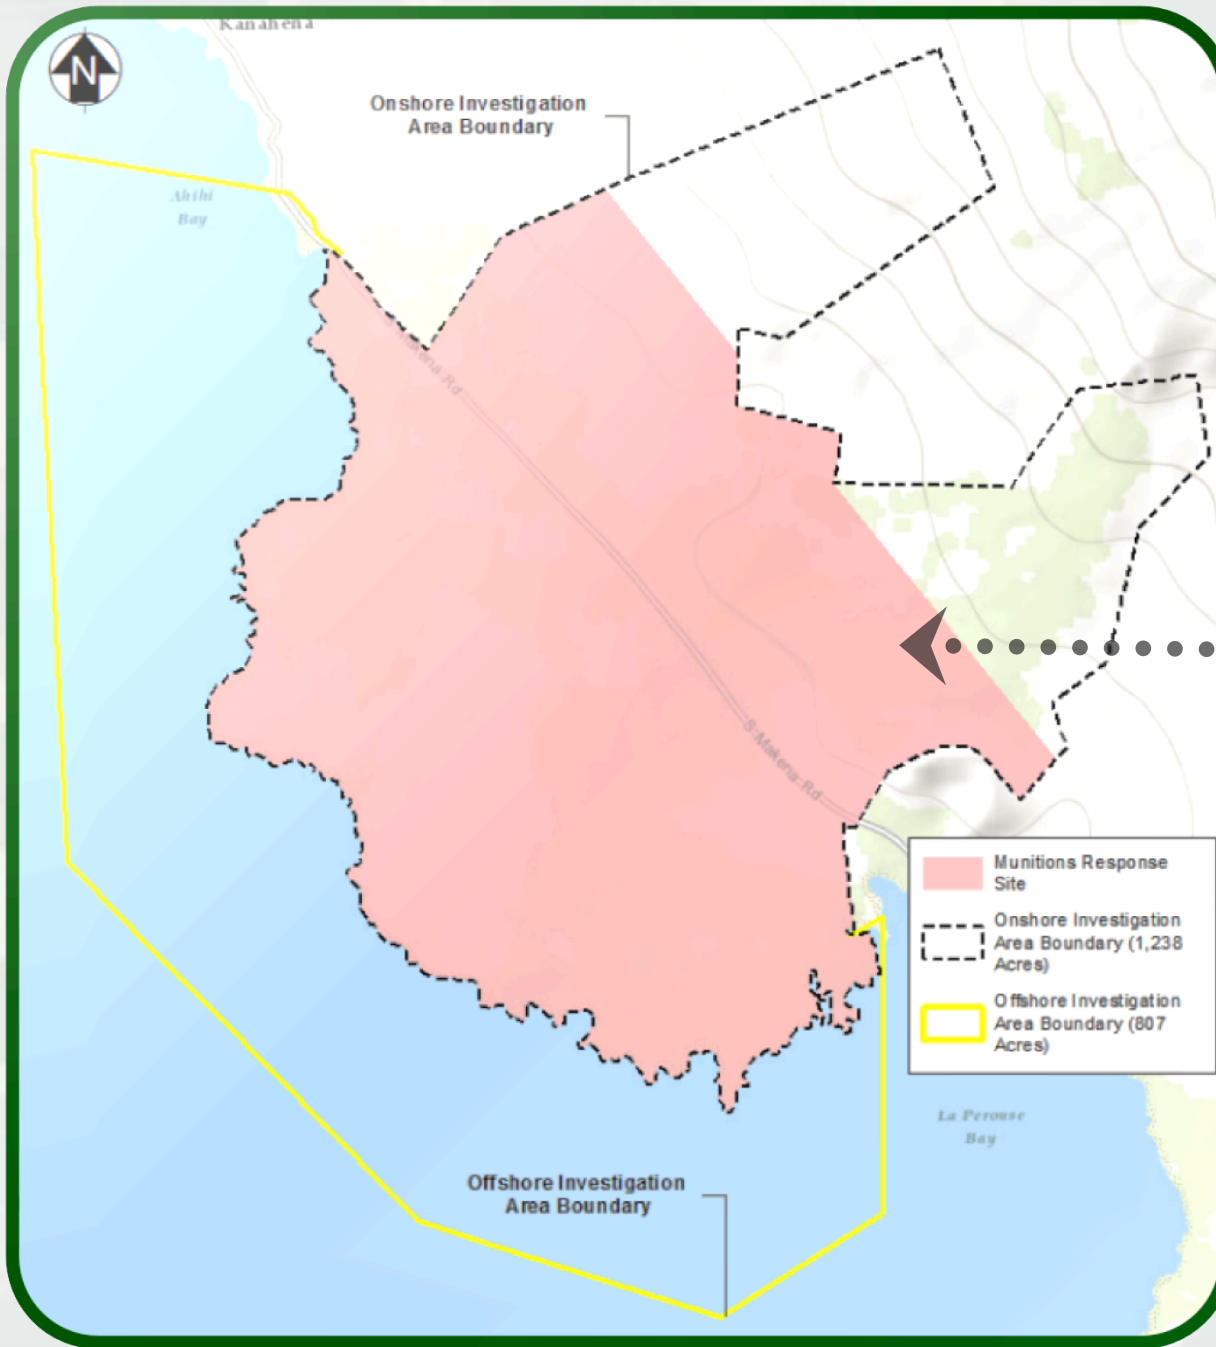 Kanahena
N
Onshore Investigation
Area Boundary
Ahihi
Bay
S Makena Rd
S Makena Rd
Munitions Response
Site
Onshore Investigation
Area Boundary (1,238
Acres)
Offshore Investigation
Area Boundary (807
Acres)
La Perouse
Bay
Offshore Investigation
Area Boundary